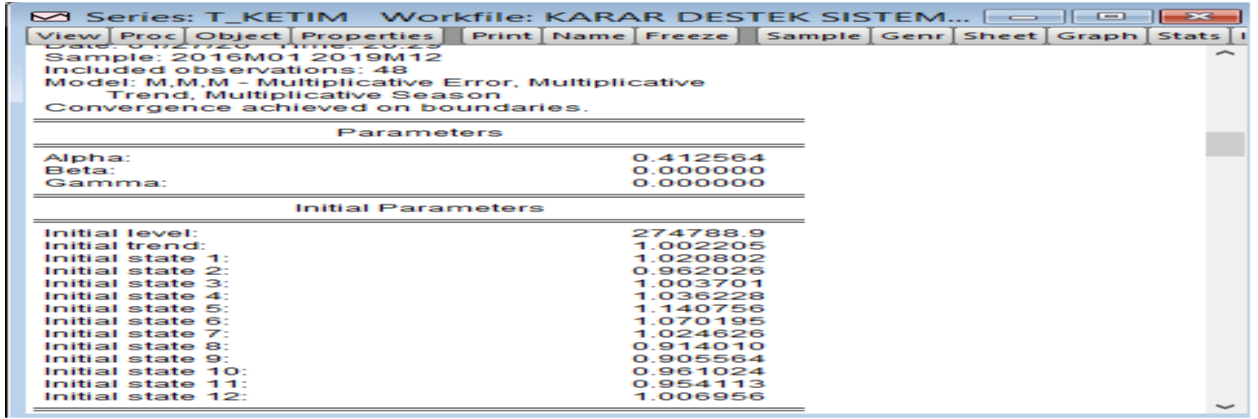 Series: T_KETIM Workfile: KARAR DESTEK SISTEM...
View Proc Object Properties Print Name Freeze Sample Genr Sheet Graph Stats
Sample: 2016M01 2019M12
Included observations: 48
Model: M,M,M - Multiplicative Error, Multiplicative
Trend, Multiplicative Season
Convergence achieved on boundaries.
Parameters
Alpha: 0.412564
Beta: 0.000000
Gamma: 0.000000
Initial Parameters
Initial level: 274788.9
Initial trend: 1.002205
Initial state 1: 1.020802
Initial state 2: 0.962026
Initial state 3: 1.003701
Initial state 4: 1.036228
Initial state 5: 1.140756
Initial state 6: 1.070195
Initial state 7: 1.024626
Initial state 8: 0.914010
Initial state 9: 0.905564
Initial state 10: 0.961024
Initial state 11: 0.954113
Initial state 12: 1.006956